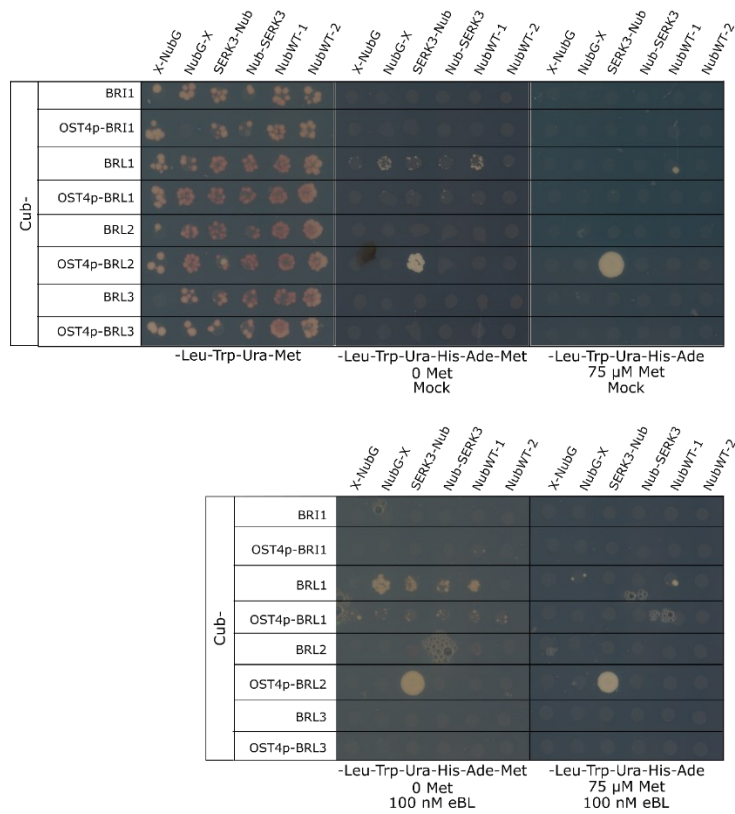 X-NubG
NubG-X
SERK3-Nub
Nub-SERK3
NubWT-1
NubWT-2
X-NubG
NubG-X
SERK3-Nub
Nub-SERK3
NubWT-1
NubWT-2
X-NubG
NubG-X
SERK3-Nub
Nub-SERK3
NubWT-1
NubWT-2
Cub-
BRI1
OST4p-BRI1
BRL1
OST4p-BRL1
BRL2
OST4p-BRL2
BRL3
OST4p-BRL3
-Leu-Trp-Ura-Met
-Leu-Trp-Ura-His-Ade-Met
0 Met
Mock
-Leu-Trp-Ura-His-Ade
75 µM Met
Mock
X-NubG
NubG-X
SERK3-Nub
Nub-SERK3
NubWT-1
NubWT-2
X-NubG
NubG-X
SERK3-Nub
Nub-SERK3
NubWT-1
NubWT-2
Cub-
BRI1
OST4p-BRI1
BRL1
OST4p-BRL1
BRL2
OST4p-BRL2
BRL3
OST4p-BRL3
-Leu-Trp-Ura-His-Ade-Met
0 Met
100 nM eBL
-Leu-Trp-Ura-His-Ade
75 µM Met
100 nM eBL